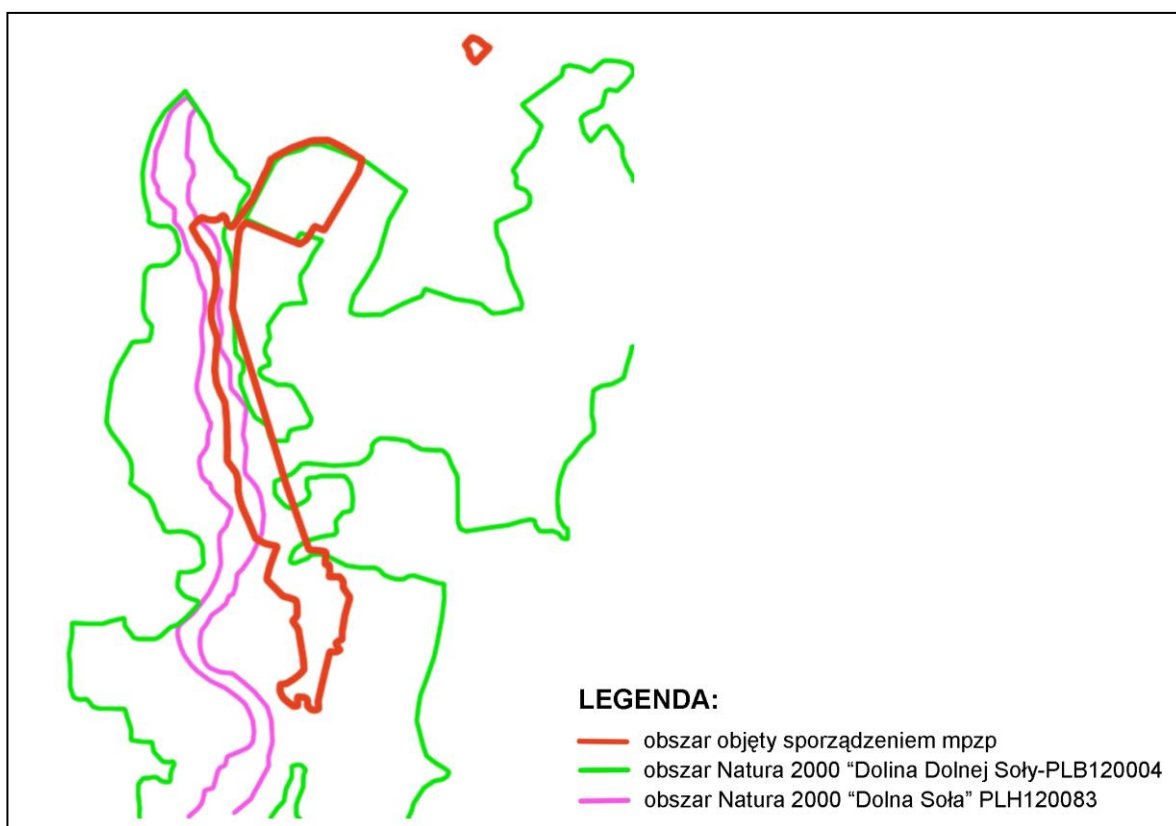 LEGENDA:
obszar objęty sporządzeniem mpzp
obszar Natura 2000 “Dolina Dolnej Soły-PLB120004
obszar Natura 2000 “Dolna Soła” PLH120083